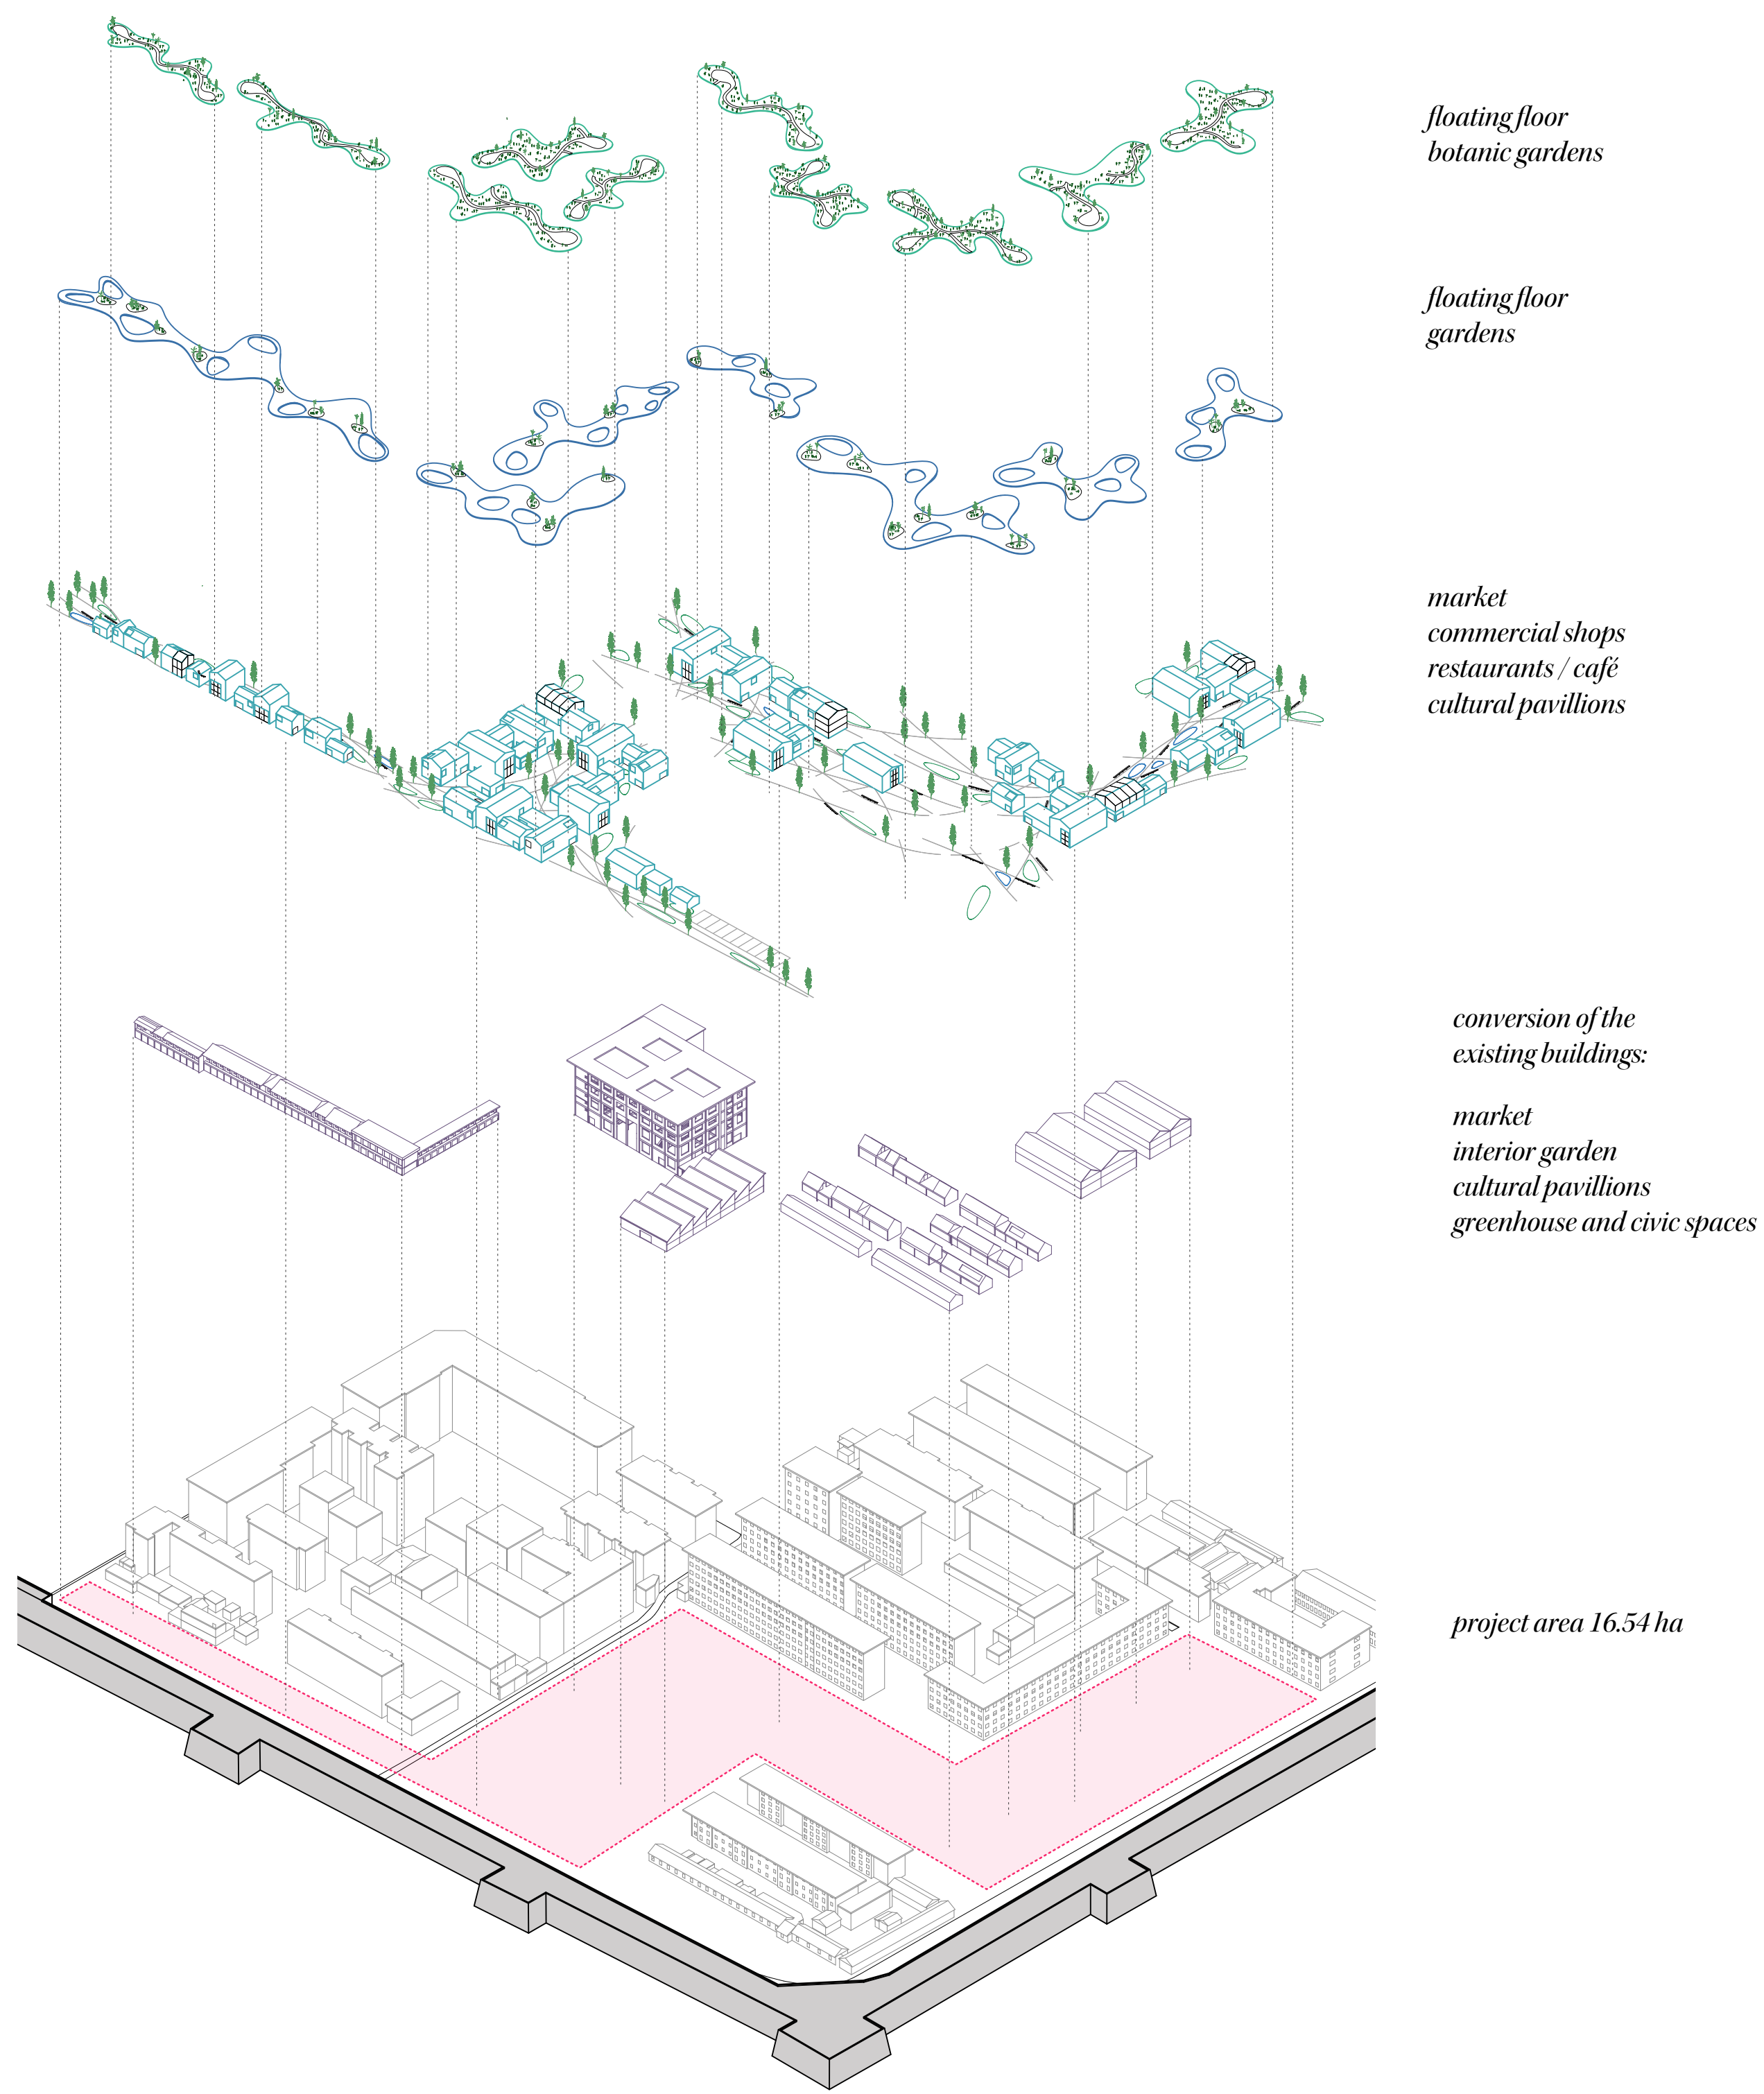 floating floor
botanic gardens
floating floor
gardens
market
commercial shops
restaurants / café
cultural pavillions
conversion of the
existing buildings:
market
interior garden
cultural pavillions
greenhouse and civic spaces
project area 16.54 ha